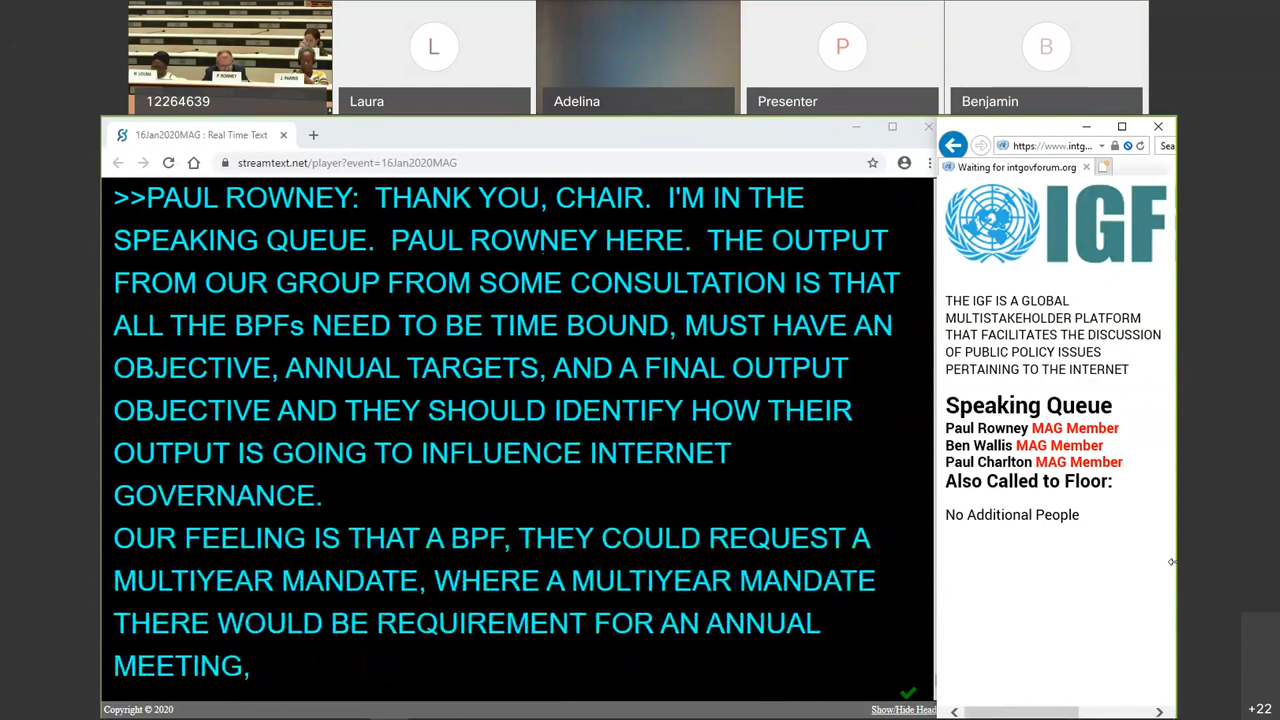 M. LOUBA
P. ROWNEY
J. PARRIS
12264639
L
Laura
Adelina
P
Presenter
B
Benjamin
16Jan2020MAG : Real Time Text
streamtext.net/player?event=16Jan2020MAG
>>PAUL ROWNEY:  THANK YOU, CHAIR.  I'M IN THE
SPEAKING QUEUE.  PAUL ROWNEY HERE.  THE OUTPUT
FROM OUR GROUP FROM SOME CONSULTATION IS THAT
ALL THE BPFs NEED TO BE TIME BOUND, MUST HAVE AN
OBJECTIVE, ANNUAL TARGETS, AND A FINAL OUTPUT
OBJECTIVE AND THEY SHOULD IDENTIFY HOW THEIR
OUTPUT IS GOING TO INFLUENCE INTERNET
GOVERNANCE.
OUR FEELING IS THAT A BPF, THEY COULD REQUEST A
MULTIYEAR MANDATE, WHERE A MULTIYEAR MANDATE
THERE WOULD BE REQUIREMENT FOR AN ANNUAL
MEETING,
Copyright © 2020
Show/Hide Head
https://www.intg...
Sea
Waiting for intgovforum.org
IGF
THE IGF IS A GLOBAL
MULTISTAKEHOLDER PLATFORM
THAT FACILITATES THE DISCUSSION
OF PUBLIC POLICY ISSUES
PERTAINING TO THE INTERNET
Speaking Queue
Paul Rowney MAG Member
Ben Wallis MAG Member
Paul Charlton MAG Member
Also Called to Floor:
No Additional People
+22